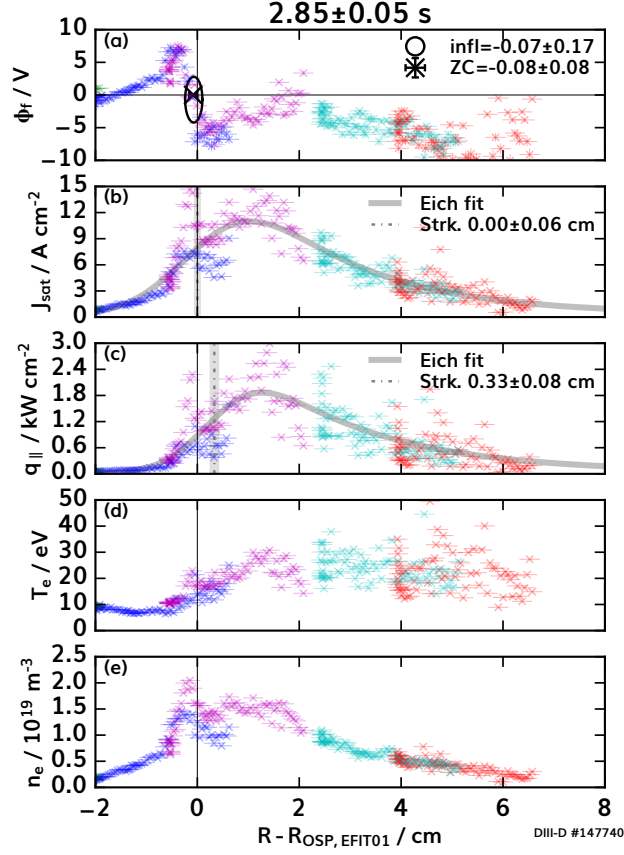 2.85±0.05 s
(a)
infl=-0.07±0.17
ZC=-0.08±0.08
ϕf / V
10
5
0
−5
−10
(b)
Eich fit
Strk. 0.00±0.06 cm
Jsat / A cm−2
15
12
9
6
3
0
(c)
Eich fit
Strk. 0.33±0.08 cm
q|| / kW cm−2
3.0
2.4
1.8
1.2
0.6
0.0
(d)
Te / eV
50
40
30
20
10
0
(e)
ne / 10^19 m−3
2.5
2.0
1.5
1.0
0.5
0.0
−2 0 2 4 6 8
R - ROSP, EFIT01 / cm
DIII-D #147740